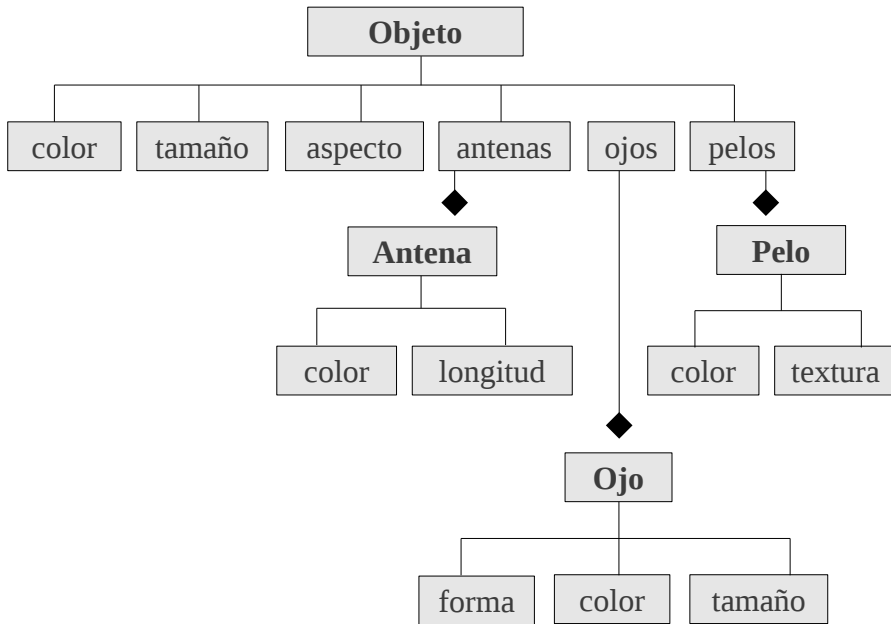 Objeto
color tamaño aspecto antenas ojos pelos
Antena Pelo
color longitud color textura
Ojo
forma color tamaño